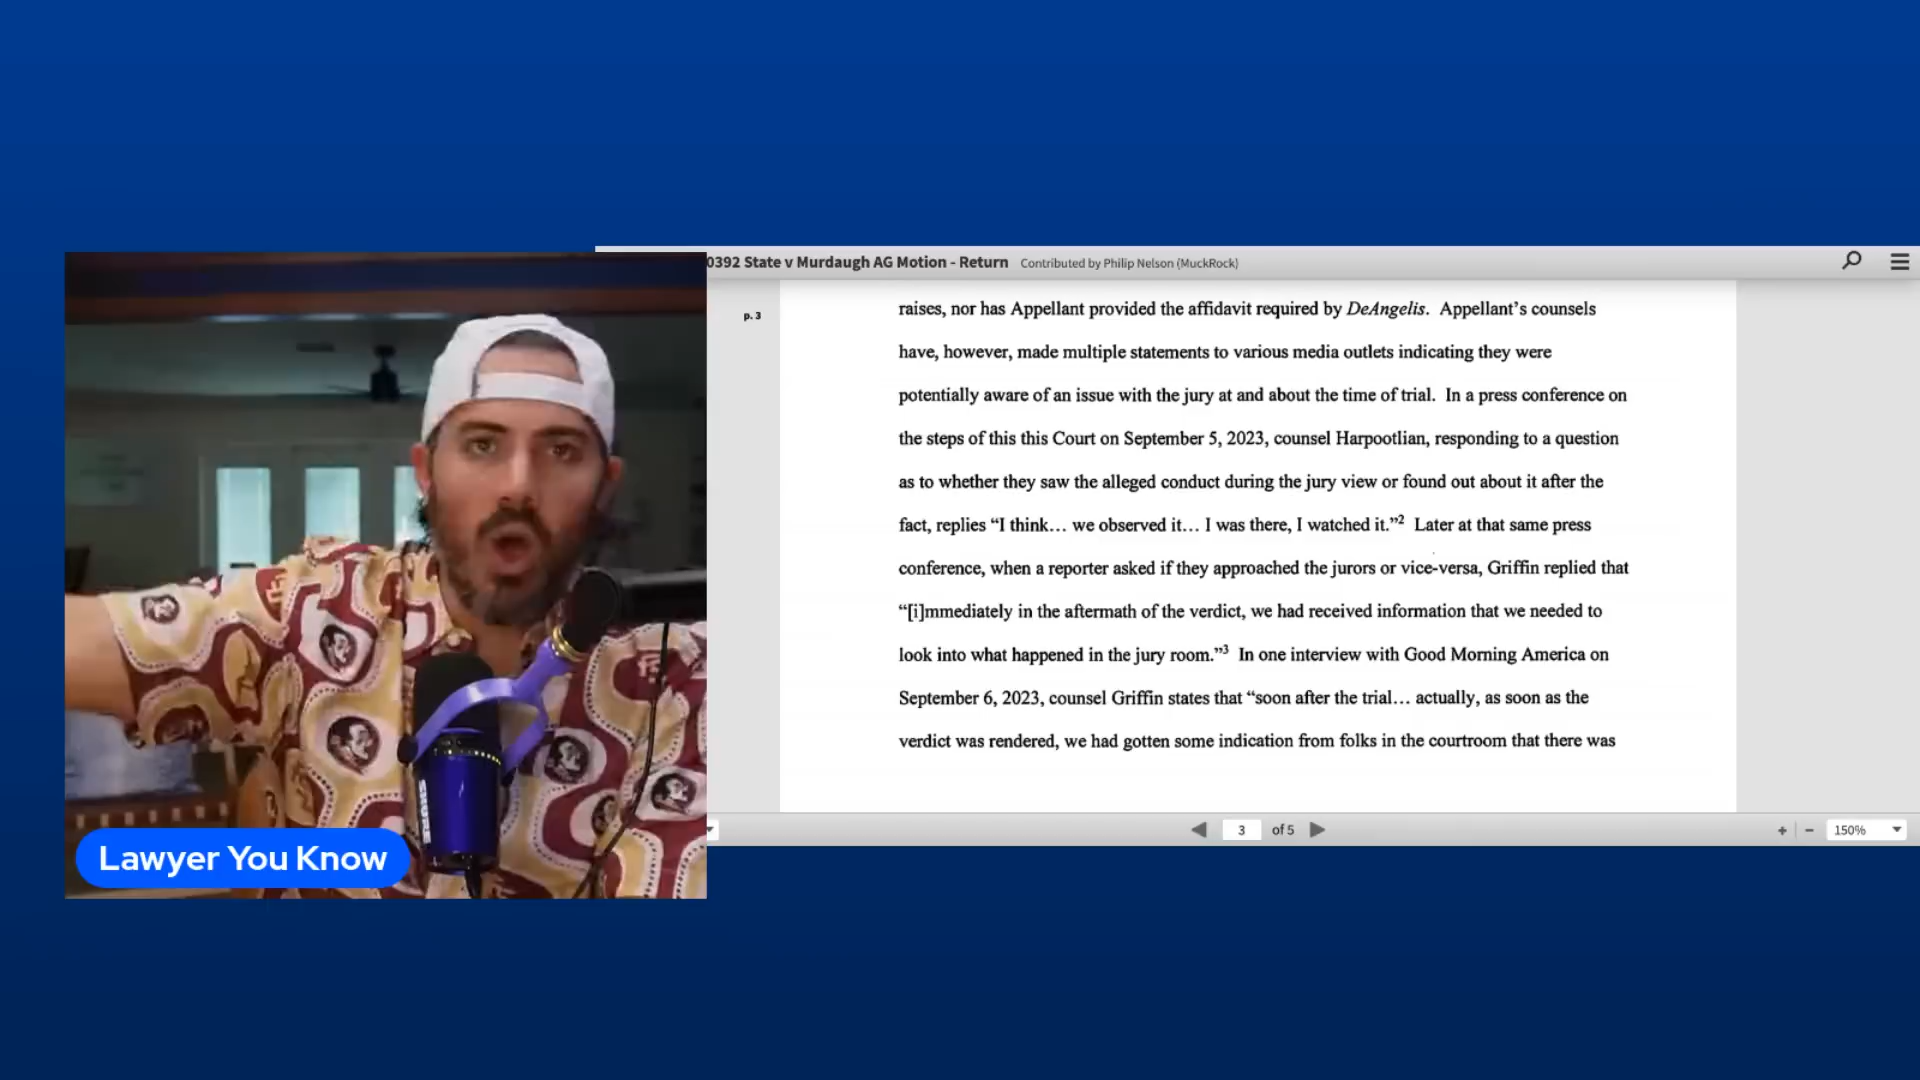 0392 State v Murdaugh AG Motion - Return Contributed by Philip Nelson (MuckRock)
p. 3
raises, nor has Appellant provided the affidavit required by DeAngelis. Appellant’s counsels
have, however, made multiple statements to various media outlets indicating they were
potentially aware of an issue with the jury at and about the time of trial. In a press conference on
the steps of this this Court on September 5, 2023, counsel Harpootlian, responding to a question
as to whether they saw the alleged conduct during the jury view or found out about it after the
fact, replies “I think… we observed it… I was there, I watched it.”2 Later at that same press
conference, when a reporter asked if they approached the jurors or vice-versa, Griffin replied that
“[i]mmediately in the aftermath of the verdict, we had received information that we needed to
look into what happened in the jury room.”3 In one interview with Good Morning America on
September 6, 2023, counsel Griffin states that “soon after the trial… actually, as soon as the
verdict was rendered, we had gotten some indication from folks in the courtroom that there was
3 of 5
+ − 150%
SHURE
Lawyer You Know